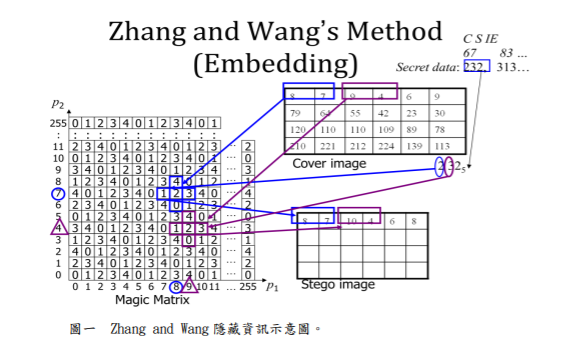 Zhang and Wang's Method
(Embedding)
C S IE
67 83 ...
Secret data: 232, 313…
p₂
255 0 1 2 3 4 0 1 2 3 4 0 1
: : : : : : : : : : : : :
11 2 3 4 0 1 2 3 4 0 1 2 3 … 2
10 0 1 2 3 4 0 1 2 3 4 0 1 … 0
9 3 4 0 1 2 3 4 0 1 2 3 4 … 3
8 1 2 3 4 0 1 2 3 4 0 1 2 … 1
7 4 0 1 2 3 4 0 1 2 3 4 0 … 4
6 2 3 4 0 1 2 3 4 0 1 2 3 … 2
5 0 1 2 3 4 0 1 2 3 4 0 1 … 0
4 3 4 0 1 2 3 4 0 1 2 3 4 … 3
3 1 2 3 4 0 1 2 3 4 0 1 2 … 1
2 4 0 1 2 3 4 0 1 2 3 4 0 … 4
1 2 3 4 0 1 2 3 4 0 1 2 3 … 2
0 0 1 2 3 4 0 1 2 3 4 0 1 … 0
0 1 2 3 4 5 6 7 8 9 10 11 … 255 p₁
Magic Matrix
8 7 9 4 6 9
79 64 55 42 23 30
120 110 110 109 89 78
210 221 212 224 139 113
Cover image
232₅
8 7 10 4 6 8
Stego image
圖一 Zhang and Wang 隱藏資訊示意圖。